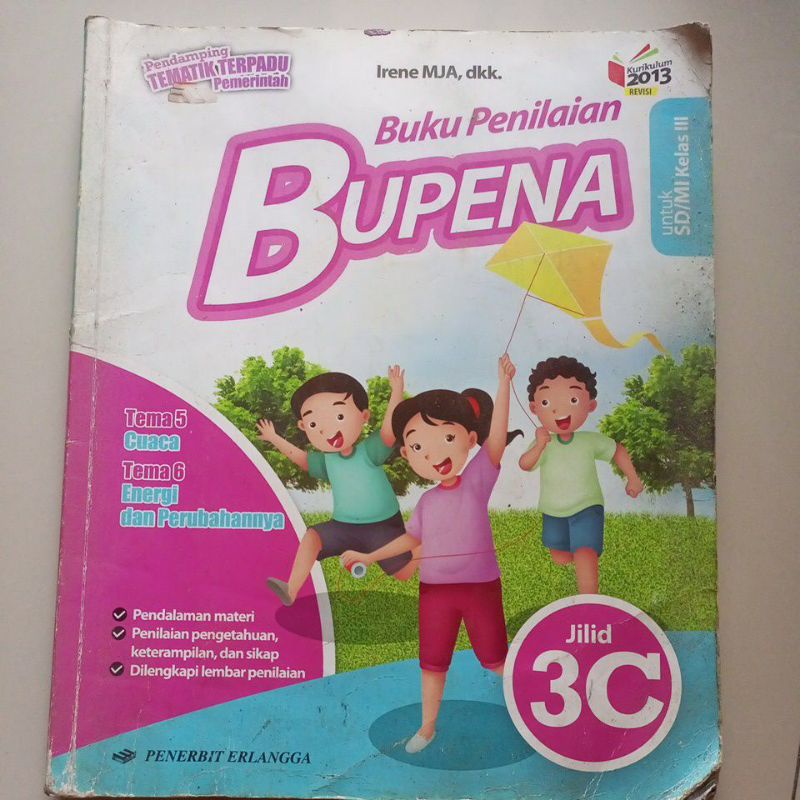 Pendamping
TEMATIK TERPADU
Pemerintah
Irene MJA, dkk.
Kurikulum
2013
REVISI
Buku Penilaian
BUPENA
untuk
SD/MI Kelas III
Tema 5
Cuaca
Tema 6
Energi
dan Perubahannya
Pendalaman materi
Penilaian pengetahuan,
keterampilan, dan sikap
Dilengkapi lembar penilaian
Jilid
3C
PENERBIT ERLANGGA